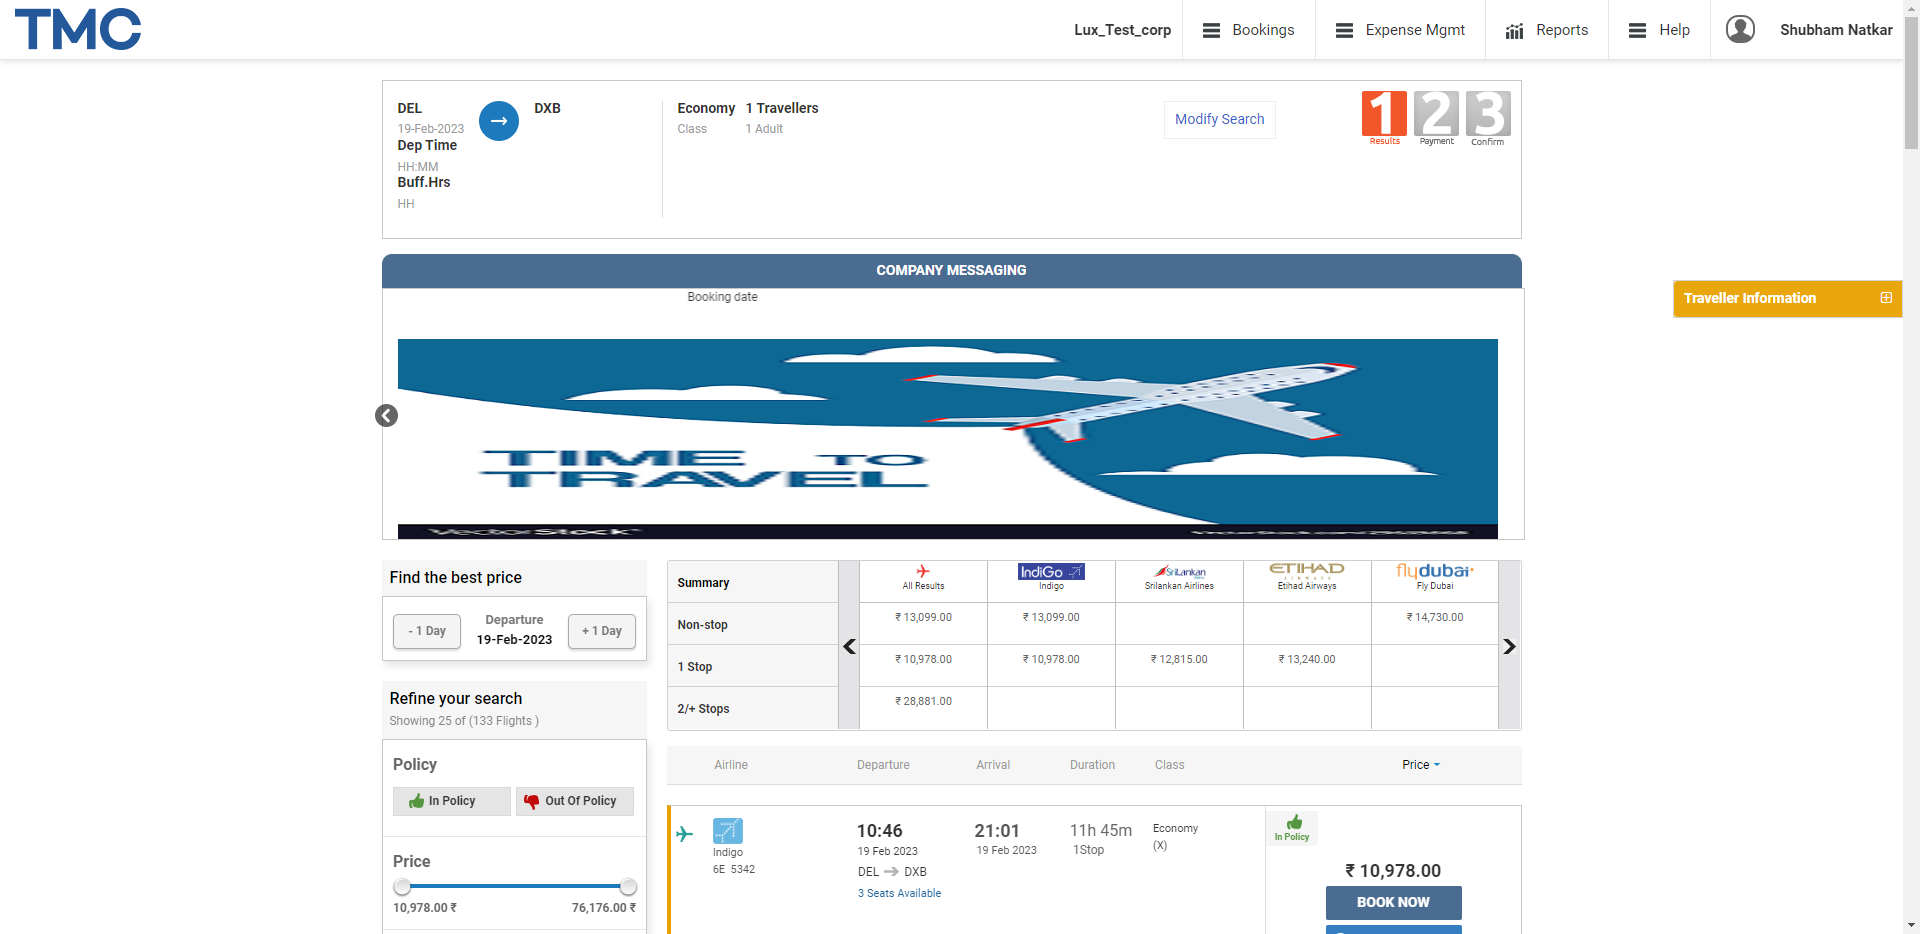 TMC
Lux_Test_corp
Bookings
Expense Mgmt
Reports
Help
Shubham Natkar
DEL
19-Feb-2023
DXB
Dep Time
HH:MM
Buff.Hrs
HH
Economy
Class
1 Travellers
1 Adult
Modify Search
1
Results
2
Payment
3
Confirm
COMPANY MESSAGING
Booking date
Traveller Information
TIME TO
TRAVEL
VectorStock
Find the best price
- 1 Day
Departure
19-Feb-2023
+ 1 Day
Refine your search
Showing 25 of (133 Flights )
Policy
In Policy
Out Of Policy
Price
10,978.00 ₹
76,176.00 ₹
Summary
All Results
IndiGo
Indigo
SriLankan
Srilankan Airlines
ETIHAD
AIRWAYS
Etihad Airways
flydubai
Fly Dubai
Non-stop
₹ 13,099.00
₹ 13,099.00
₹ 14,730.00
1 Stop
₹ 10,978.00
₹ 10,978.00
₹ 12,815.00
₹ 13,240.00
2/+ Stops
₹ 28,881.00
Airline
Departure
Arrival
Duration
Class
Price
Indigo
6E 5342
10:46
19 Feb 2023
DEL DXB
3 Seats Available
21:01
19 Feb 2023
11h 45m
1Stop
Economy
(X)
In Policy
₹ 10,978.00
BOOK NOW